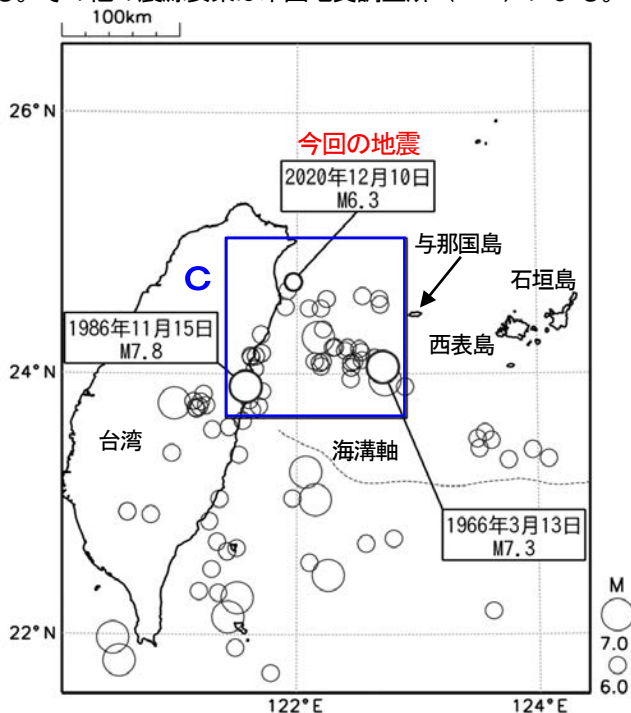 100km
26°N
今回の地震
2020年12月10日
M6.3
与那国島
C
石垣島
1986年11月15日
M7.8
西表島
24°N
台湾
海溝軸
1966年3月13日
M7.3
M
7.0
6.0
22°N
122°E
124°E